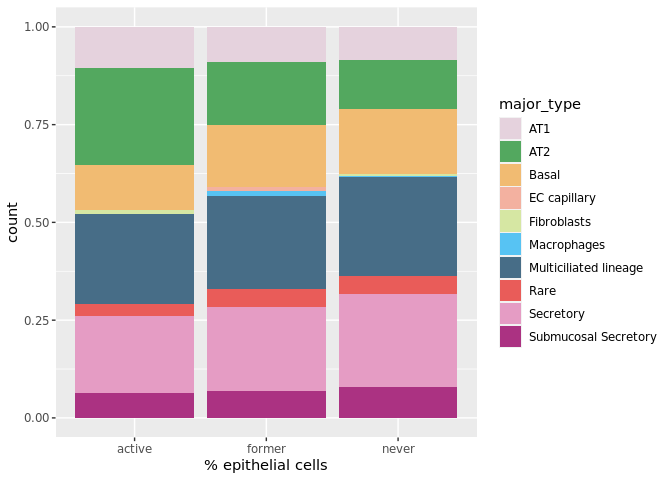 1.00
0.75
0.50
0.25
0.00
count
active former never
% epithelial cells
major_type
AT1
AT2
Basal
EC capillary
Fibroblasts
Macrophages
Multiciliated lineage
Rare
Secretory
Submucosal Secretory